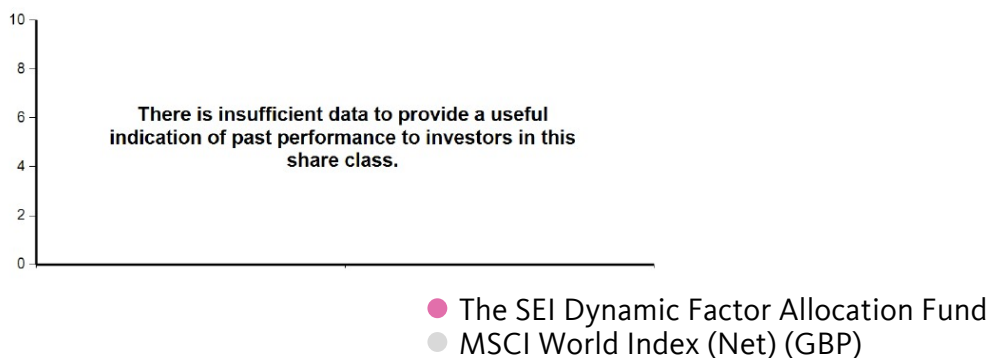 10
8
There is insufficient data to provide a useful
6
indication of past performance to investors in this
share class.
4
2
0
The SEI Dynamic Factor Allocation Fund
MSCI World Index (Net) (GBP)